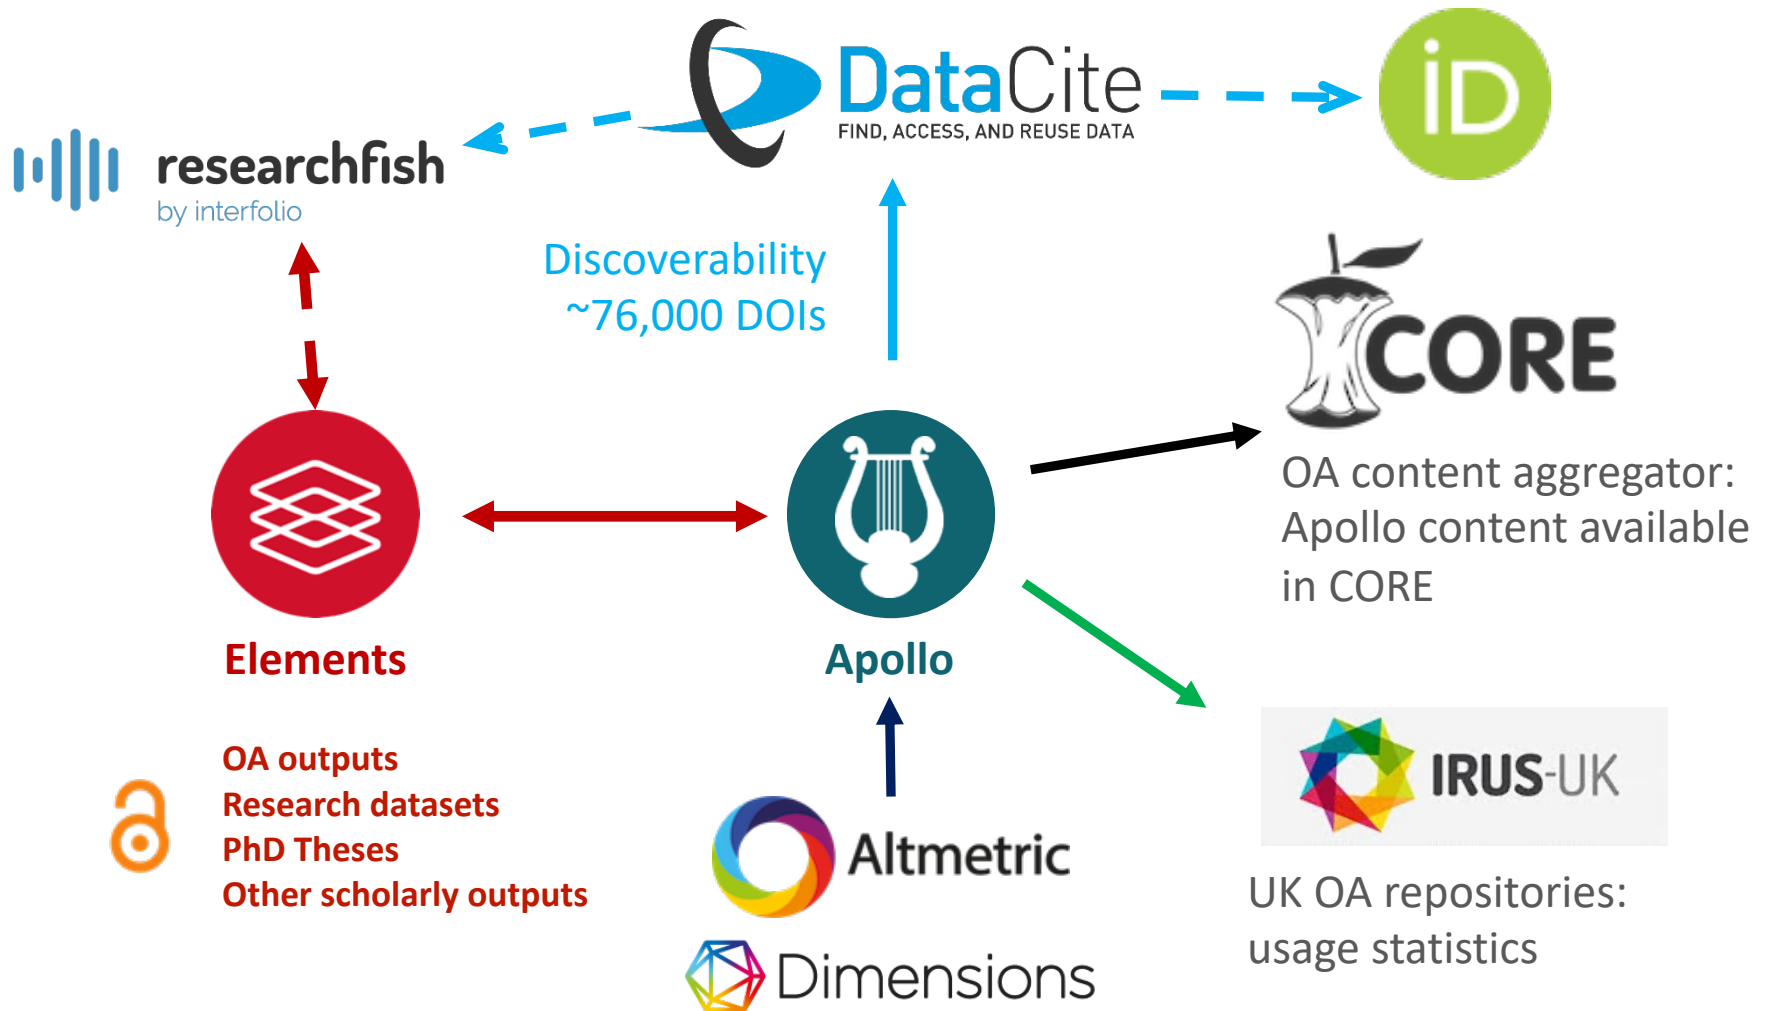 DataCite
FIND, ACCESS, AND REUSE DATA
iD
researchfish
by interfolio
Discoverability
~76,000 DOIs
CORE
OA content aggregator:
Apollo content available
in CORE
Elements
Apollo
OA outputs
Research datasets
PhD Theses
Other scholarly outputs
Altmetric
Dimensions
IRUS-UK
UK OA repositories:
usage statistics